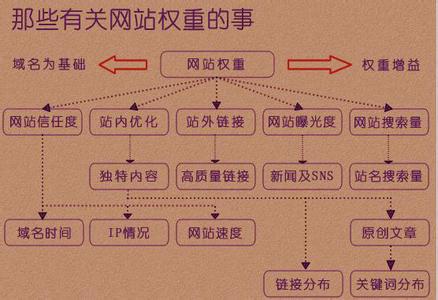 那些有关网站权重的事
域名为基础 网站权重 权重增益
网站信任度 站内优化 站外链接 网站曝光度 网站搜索量
独特内容 高质量链接 新闻及SNS 站名搜索量
域名时间 IP情况 网站速度 原创文章
链接分布 关键词分布